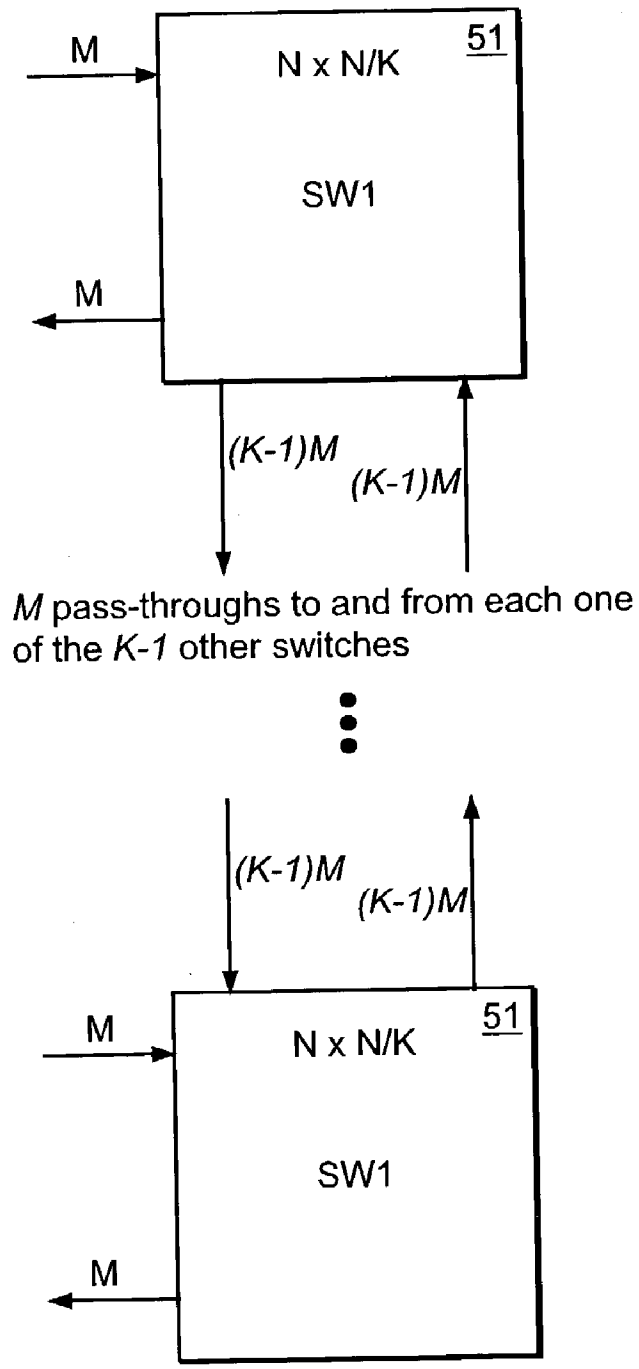 51
M
N x N/K
SW1
M
(K-1)M
(K-1)M
M pass-throughs to and from each one
of the K-1 other switches
(K-1)M
(K-1)M
51
M
N x N/K
SW1
M